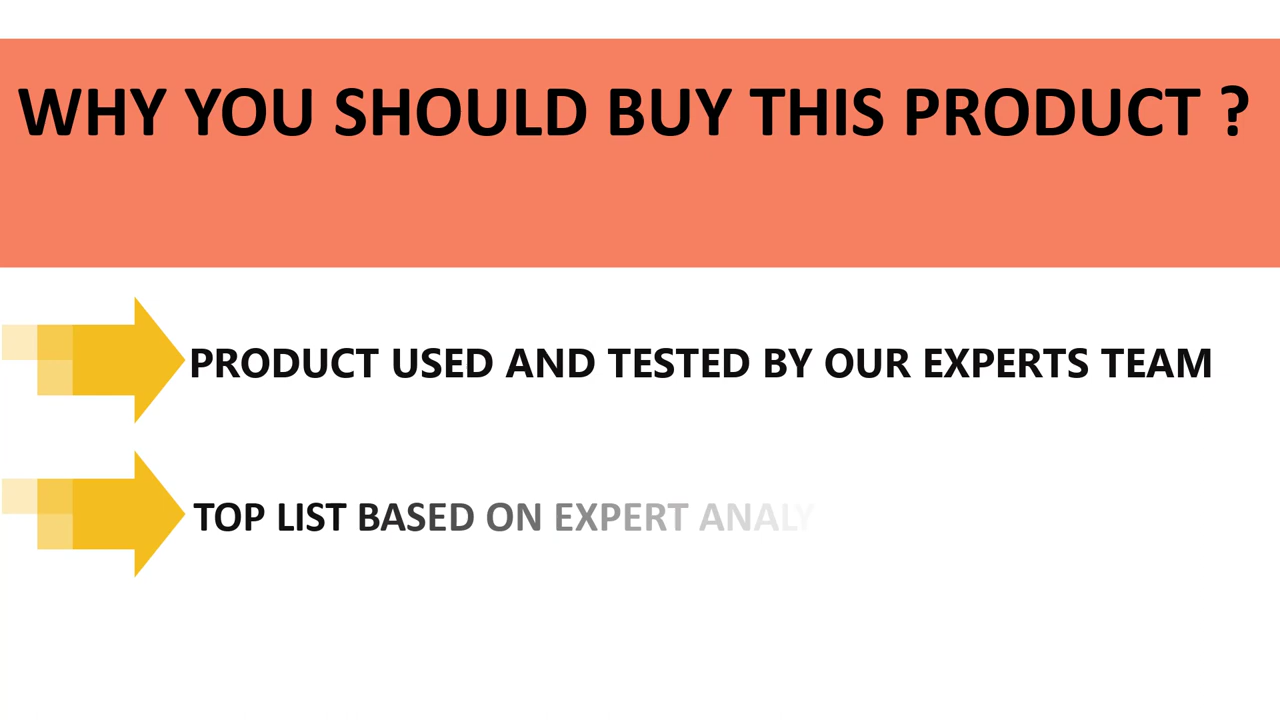 WHY YOU SHOULD BUY THIS PRODUCT ?
PRODUCT USED AND TESTED BY OUR EXPERTS TEAM
TOP LIST BASED ON EXPERT ANALY